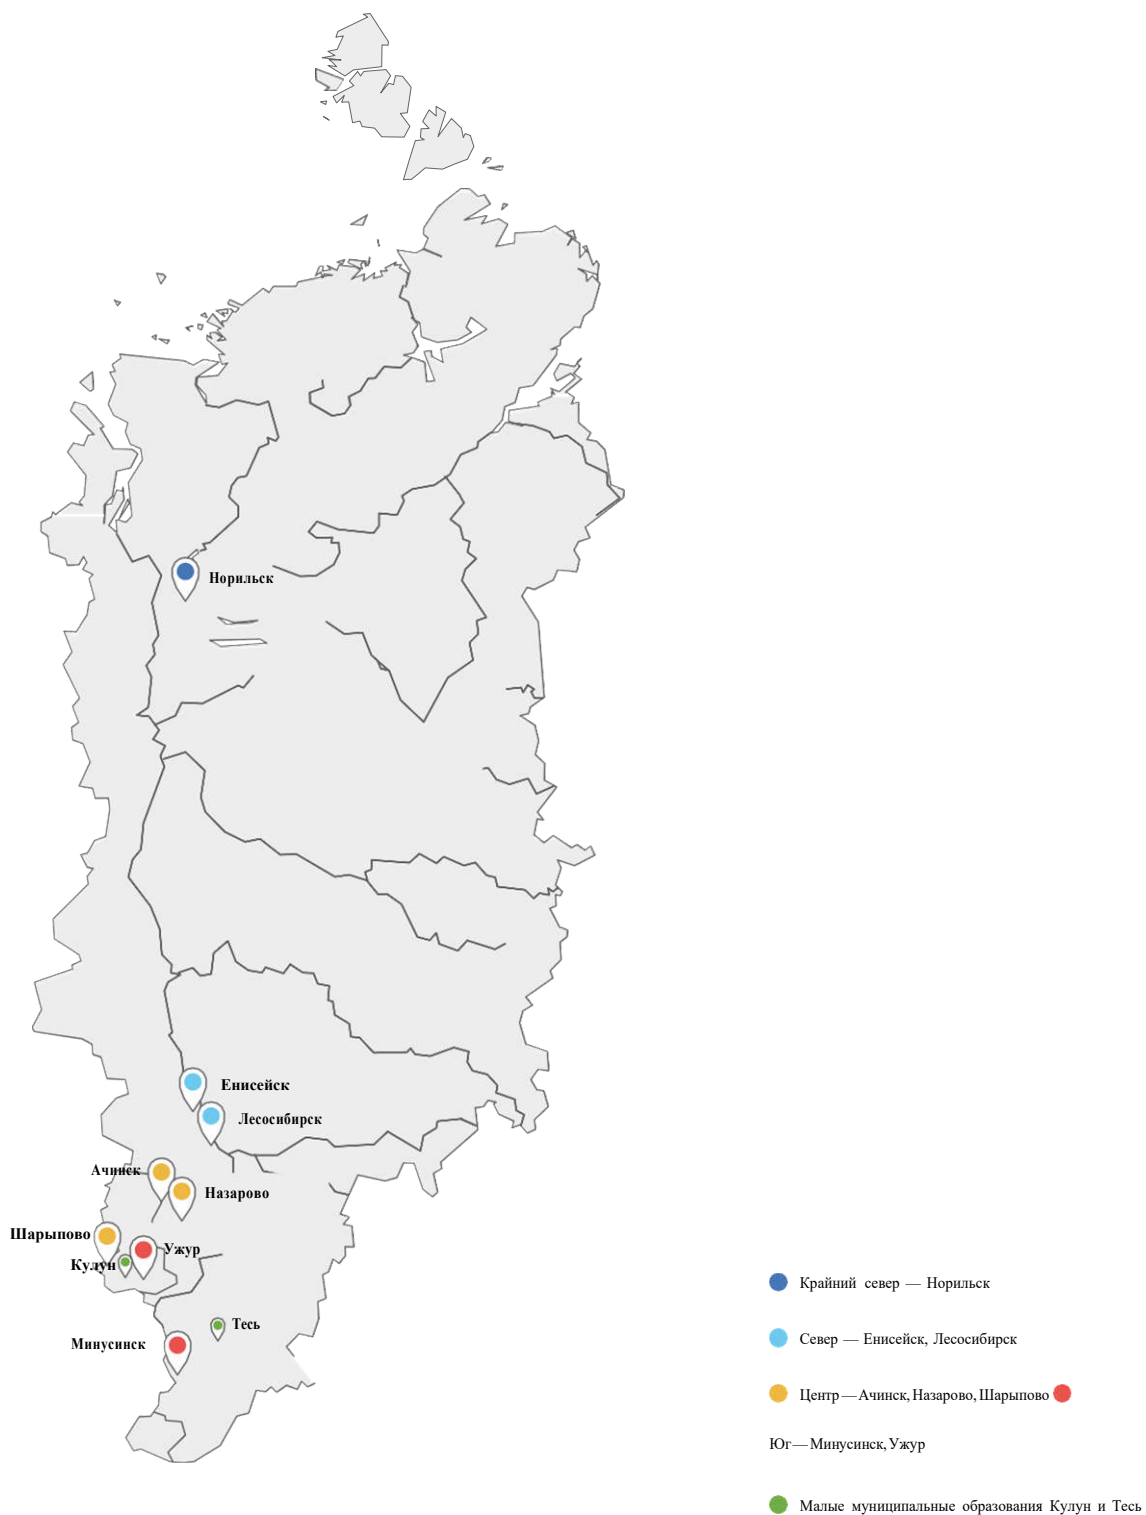 Норильск
Енисейск
Лесосибирск
Ачинск
Назарово
Шарыпово
Ужур
Кулун
Тесь
Минусинск
Крайний север — Норильск
Север — Енисейск, Лесосибирск
Центр — Ачинск, Назарово, Шарыпово
Юг — Минусинск, Ужур
Малые муниципальные образования Кулун и Тесь